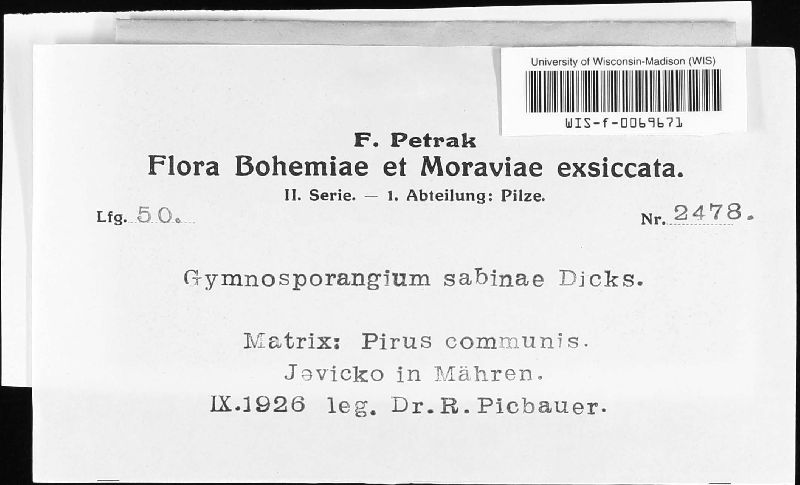 University of Wisconsin-Madison (WIS)
WIS-f-0069671
F. Petrak
Flora Bohemiae et Moraviae exsiccata.
II. Serie. — 1. Abteilung: Pilze.
Lfg. 50.
Nr. 2478.
Gymnosporangium sabinae Dicks.
Matrix: Pirus communis.
Jevicko in Mähren.
IX.1926 leg. Dr.R.Picbauer.